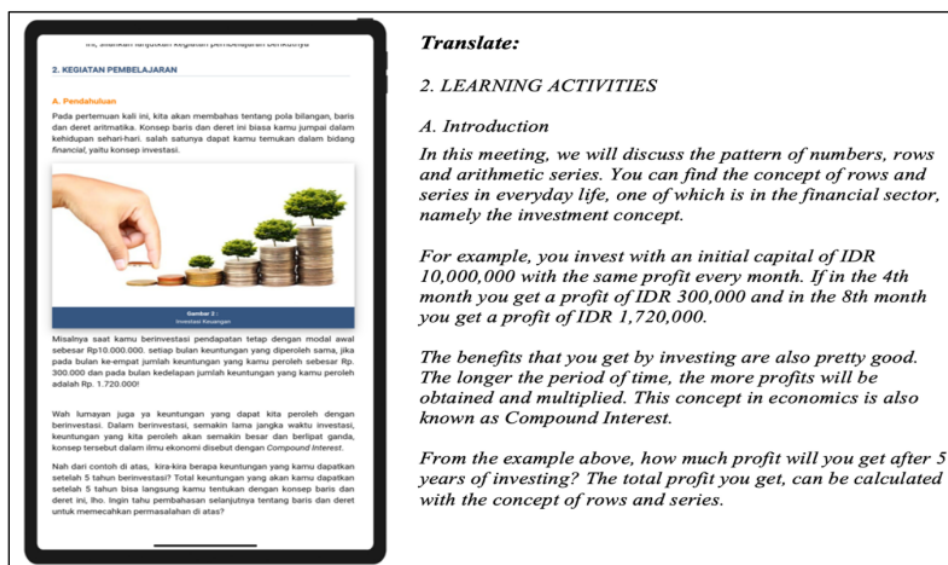 ini, silahkan lanjutkan kegiatan pembelajaran berikutnya
2. KEGIATAN PEMBELAJARAN
A. Pendahuluan
Pada pertemuan kali ini, kita akan membahas tentang pola bilangan, baris
dan deret aritmatika. Konsep baris dan deret ini biasa kamu jumpai dalam
kehidupan sehari-hari. salah satunya dapat kamu temukan dalam bidang
financial, yaitu konsep investasi.
Gambar 2 :
Investasi Keuangan
Misalnya saat kamu berinvestasi pendapatan tetap dengan modal awal
sebesar Rp10.000.000. setiap bulan keuntungan yang diperoleh sama, jika
pada bulan ke-empat jumlah keuntungan yang kamu peroleh sebesar Rp.
300.000 dan pada bulan kedelapan jumlah keuntungan yang kamu peroleh
adalah Rp. 1.720.000!
Wah lumayan juga ya keuntungan yang dapat kita peroleh dengan
berinvestasi. Dalam berinvestasi, semakin lama jangka waktu investasi,
keuntungan yang kita peroleh akan semakin besar dan berlipat ganda,
konsep tersebut dalam ilmu ekonomi disebut dengan Compound Interest.
Nah dari contoh di atas, kira-kira berapa keuntungan yang kamu dapatkan
setelah 5 tahun berinvestasi? Total keuntungan yang akan kamu dapatkan
setelah 5 tahun bisa langsung kamu tentukan dengan konsep baris dan
deret ini, lho. Ingin tahu pembahasan selanjutnya tentang baris dan deret
untuk memecahkan permasalahan di atas?
Translate:
2. LEARNING ACTIVITIES
A. Introduction
In this meeting, we will discuss the pattern of numbers, rows
and arithmetic series. You can find the concept of rows and
series in everyday life, one of which is in the financial sector,
namely the investment concept.
For example, you invest with an initial capital of IDR
10,000,000 with the same profit every month. If in the 4th
month you get a profit of IDR 300,000 and in the 8th month
you get a profit of IDR 1,720,000.
The benefits that you get by investing are also pretty good.
The longer the period of time, the more profits will be
obtained and multiplied. This concept in economics is also
known as Compound Interest.
From the example above, how much profit will you get after 5
years of investing? The total profit you get, can be calculated
with the concept of rows and series.